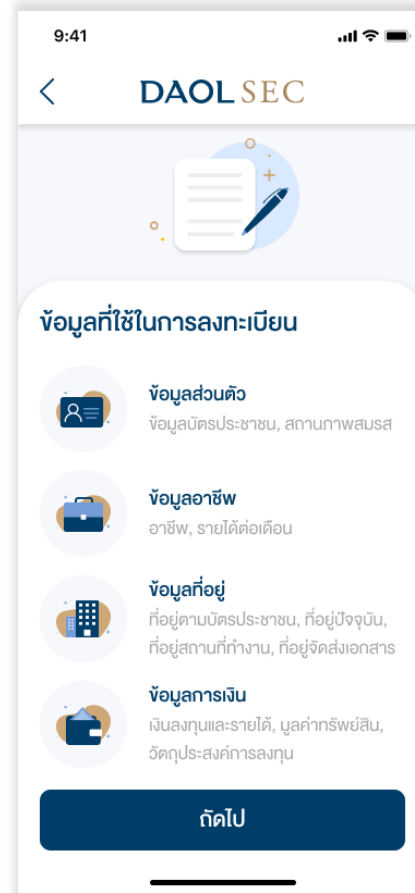 9:41
DAOL SEC
ข้อมูลที่ใช้ในการลงทะเบียน
ข้อมูลส่วนตัว
ข้อมูลบัตรประชาชน, สถานภาพสมรส
ข้อมูลอาชีพ
อาชีพ, รายได้ต่อเดือน
ข้อมูลที่อยู่
ที่อยู่ตามบัตรประชาชน, ที่อยู่ปัจจุบัน,
ที่อยู่สถานที่ทำงาน, ที่อยู่จัดส่งเอกสาร
ข้อมูลการเงิน
เงินลงทุนและรายได้, มูลค่าทรัพย์สิน,
วัตถุประสงค์การลงทุน
ถัดไป